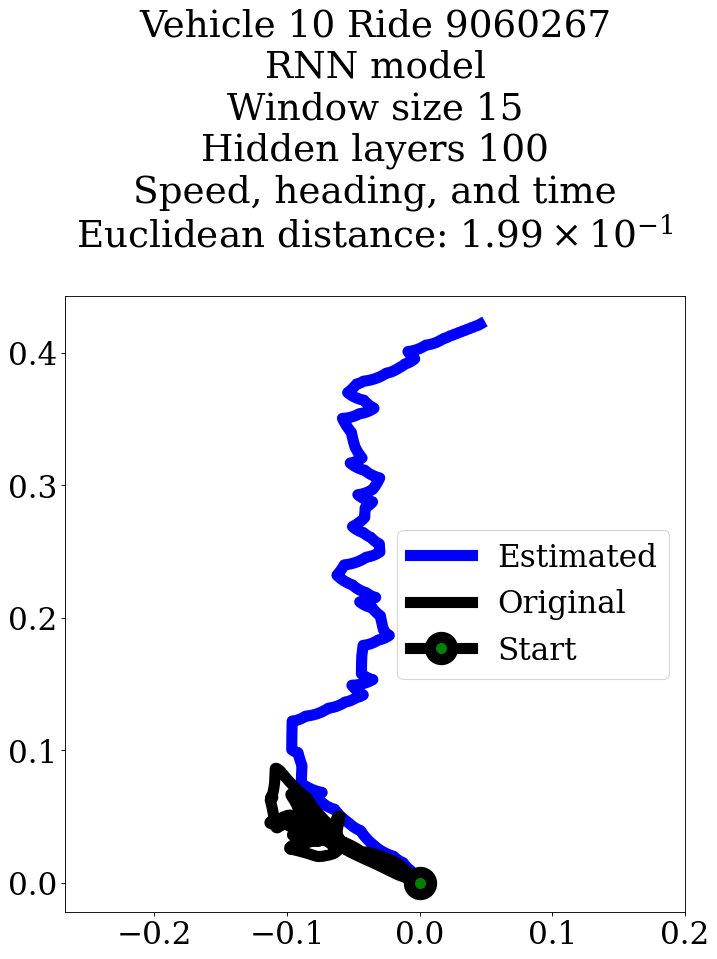 Vehicle 10 Ride 9060267
RNN model
Window size 15
Hidden layers 100
Speed, heading, and time
Euclidean distance: 1.99 × 10⁻¹
0.4
0.3
0.2
0.1
0.0
Estimated
Original
Start
−0.2 −0.1 0.0 0.1 0.2